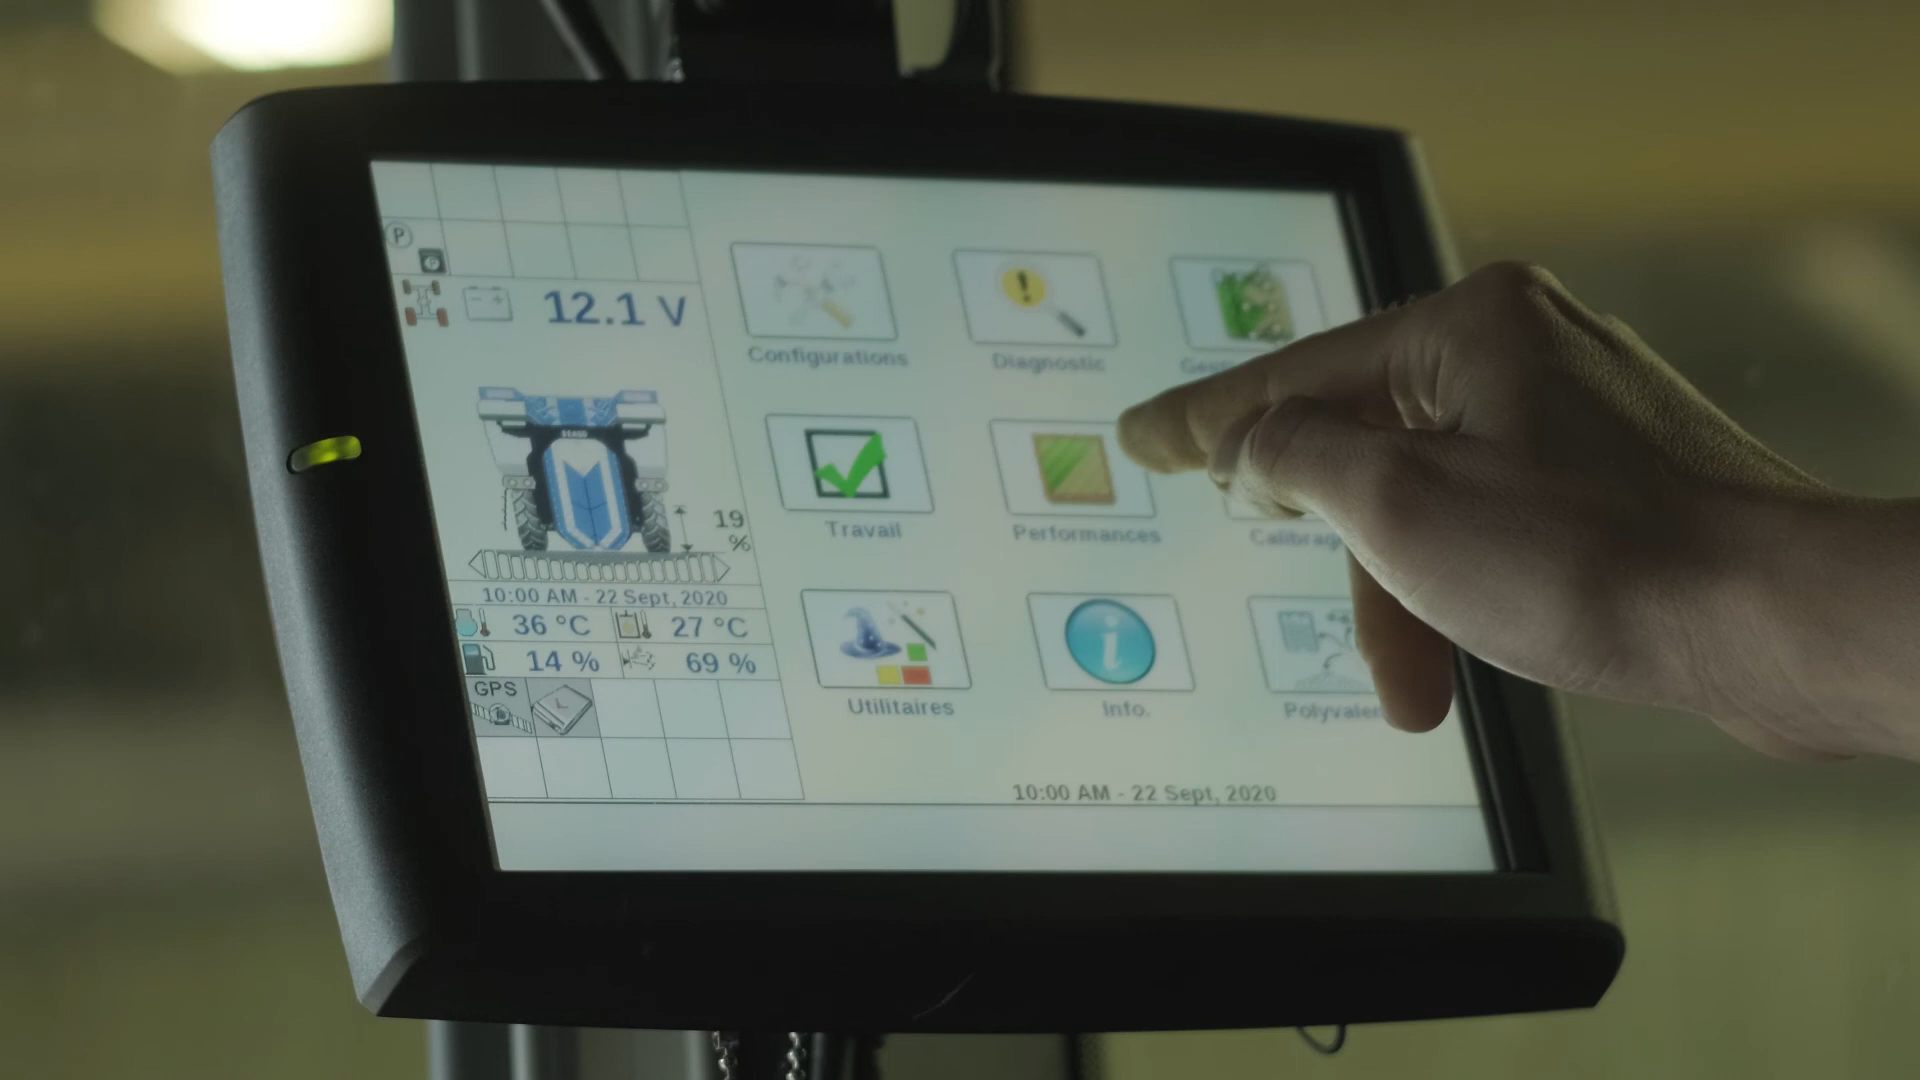 P
12.1 V
19
%
10:00 AM - 22 Sept, 2020
36 °C
27 °C
14 %
69 %
GPS
Configurations
Diagnostic
Travail
Performances
Calibrag
Utilitaires
Info.
Polyvalen
10:00 AM - 22 Sept, 2020